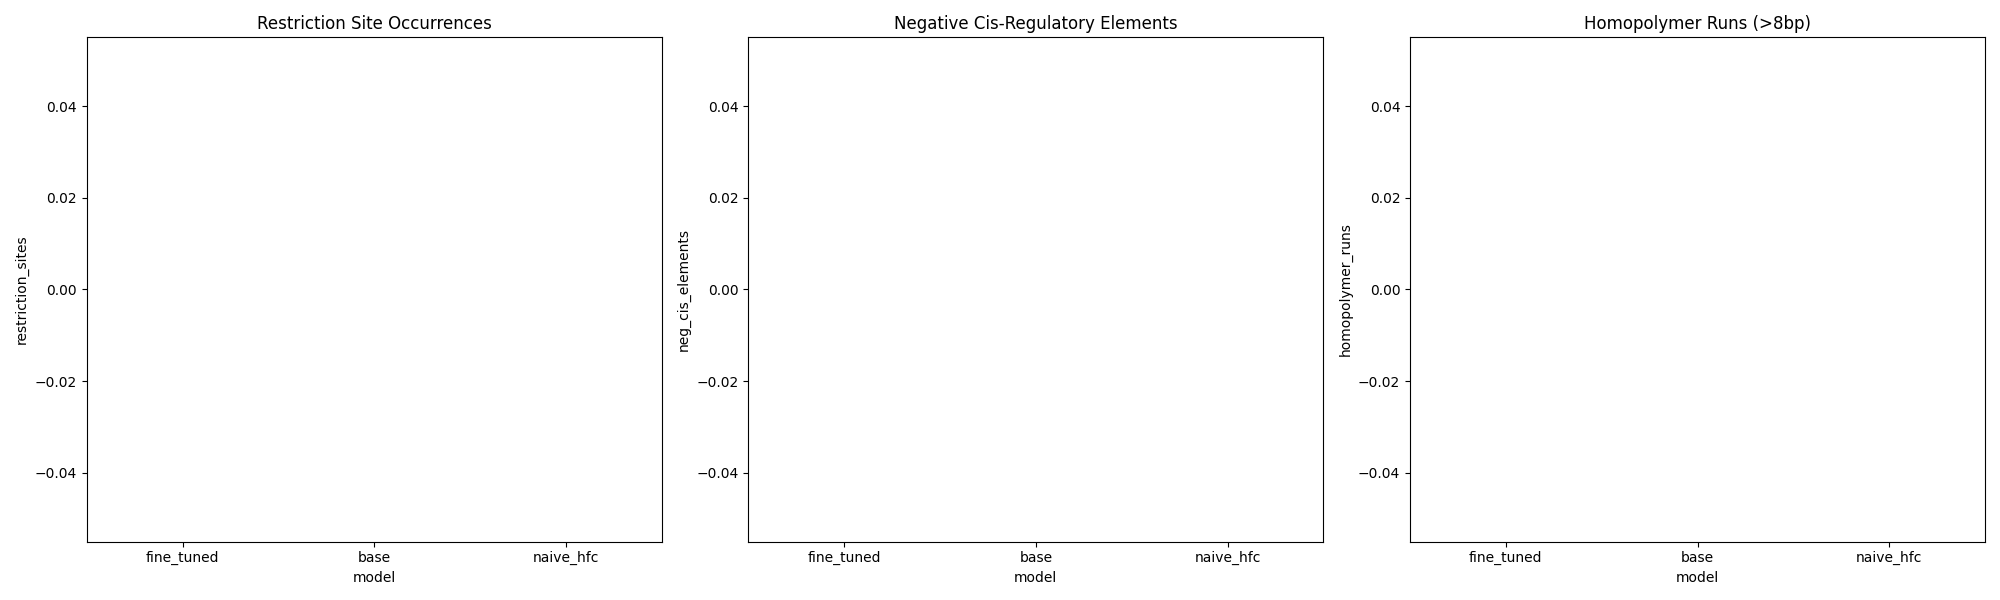 Restriction Site Occurrences
restriction_sites
0.04
0.02
0.00
−0.02
−0.04
fine_tuned
base
naive_hfc
model
Negative Cis-Regulatory Elements
neg_cis_elements
0.04
0.02
0.00
−0.02
−0.04
fine_tuned
base
naive_hfc
model
Homopolymer Runs (>8bp)
homopolymer_runs
0.04
0.02
0.00
−0.02
−0.04
fine_tuned
base
naive_hfc
model